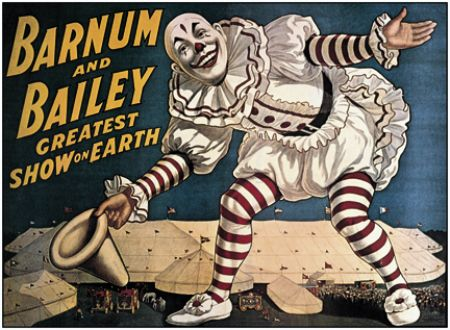 BARNUM
AND
BAILEY
GREATEST
SHOW ON EARTH